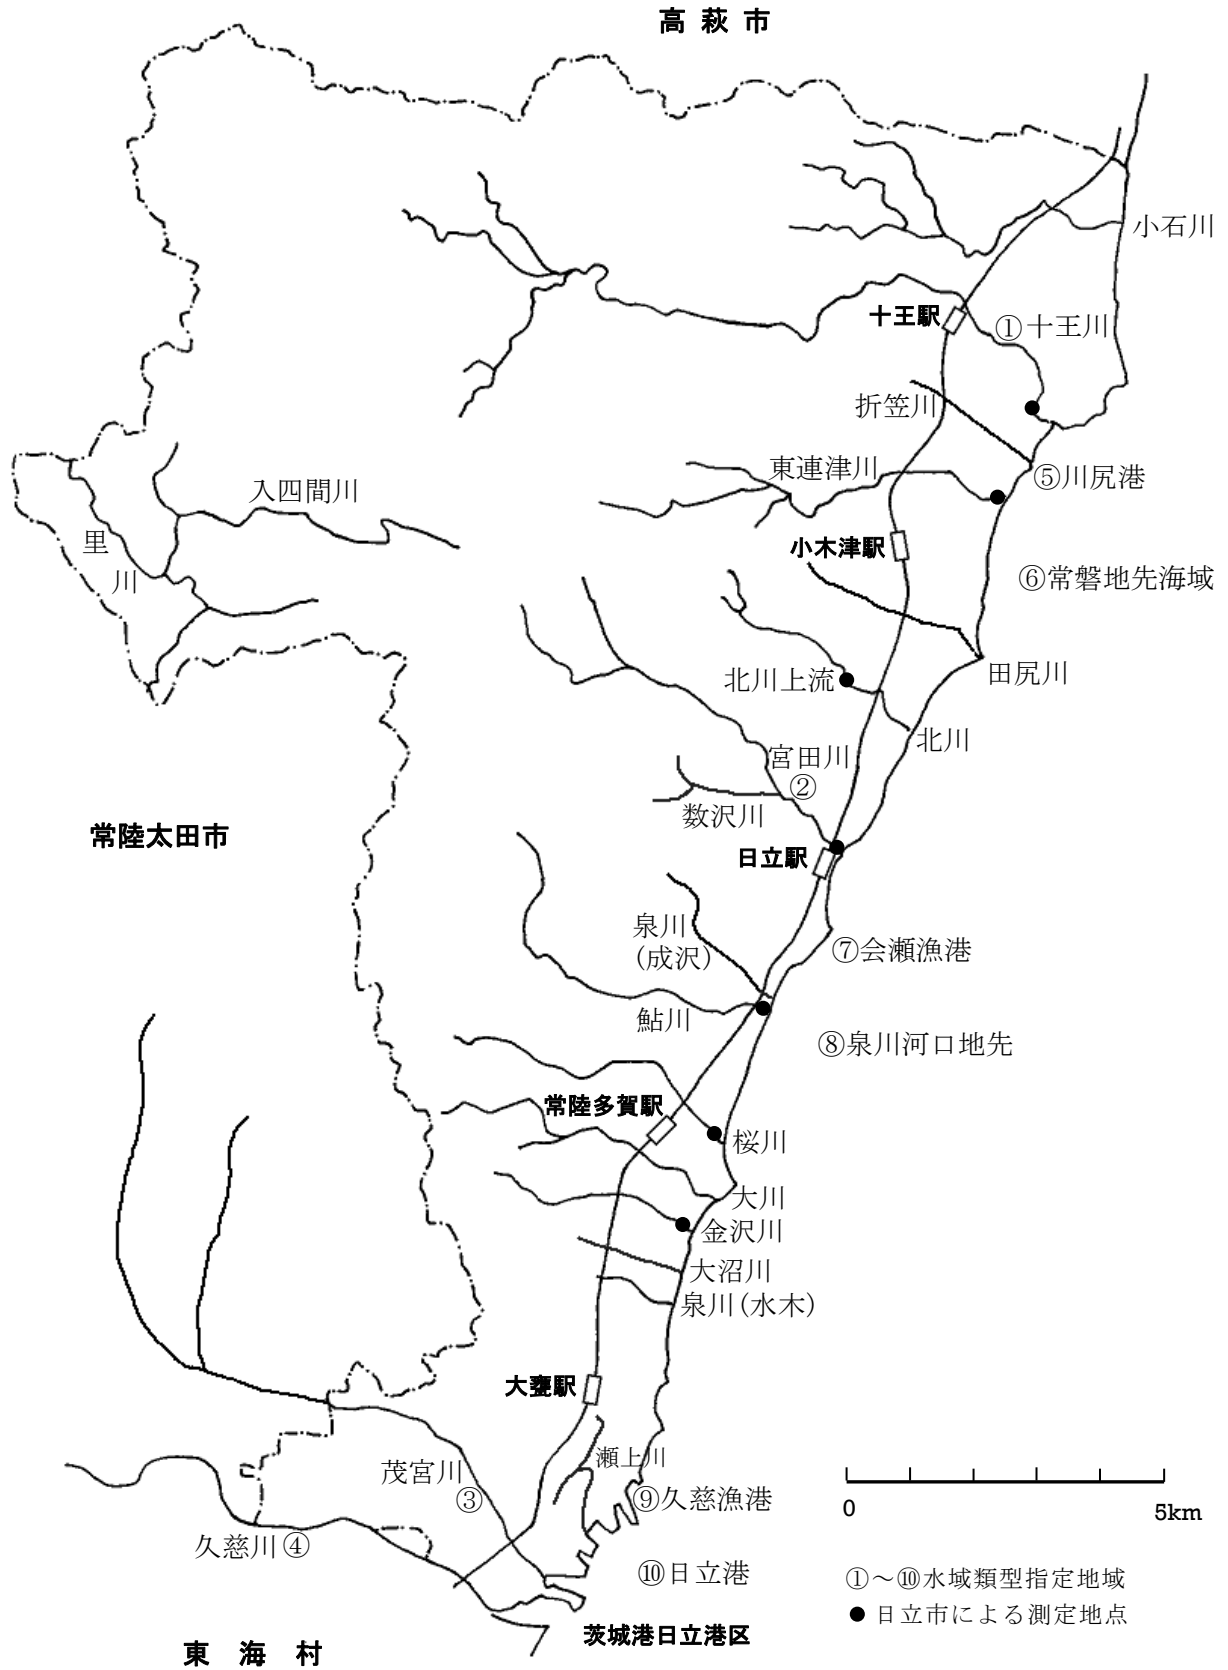 高萩市
小石川
十王駅
①十王川
折笠川
東連津川
⑤川尻港
入四間川
里
川
小木津駅
⑥常磐地先海域
北川上流
田尻川
北川
宮田川
②
数沢川
常陸太田市
日立駅
泉川
(成沢)
⑦会瀬漁港
鮎川
⑧泉川河口地先
常陸多賀駅
桜川
大川
金沢川
大沼川
泉川(水木)
大甕駅
瀬上川
茂宮川
③
⑨久慈漁港
0
5km
久慈川④
⑩日立港
①~⑩水域類型指定地域
●日立市による測定地点
茨城港日立港区
東海村